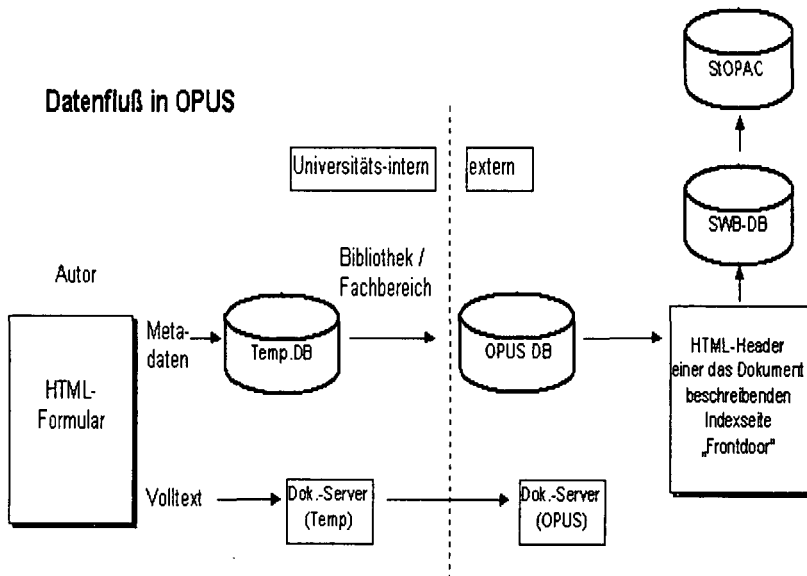 StOPAC
Datenfluß in OPUS
Universitäts-intern
extern
SWB-DB
Bibliothek /
Fachbereich
Autor
Meta-
daten
Temp.DB
OPUS DB
HTML-Header
einer das Dokument
beschreibenden
Indexseite
„Frontdoor"
HTML-
Formular
Volltext
Dok.-Server
(Temp)
Dok.-Server
(OPUS)